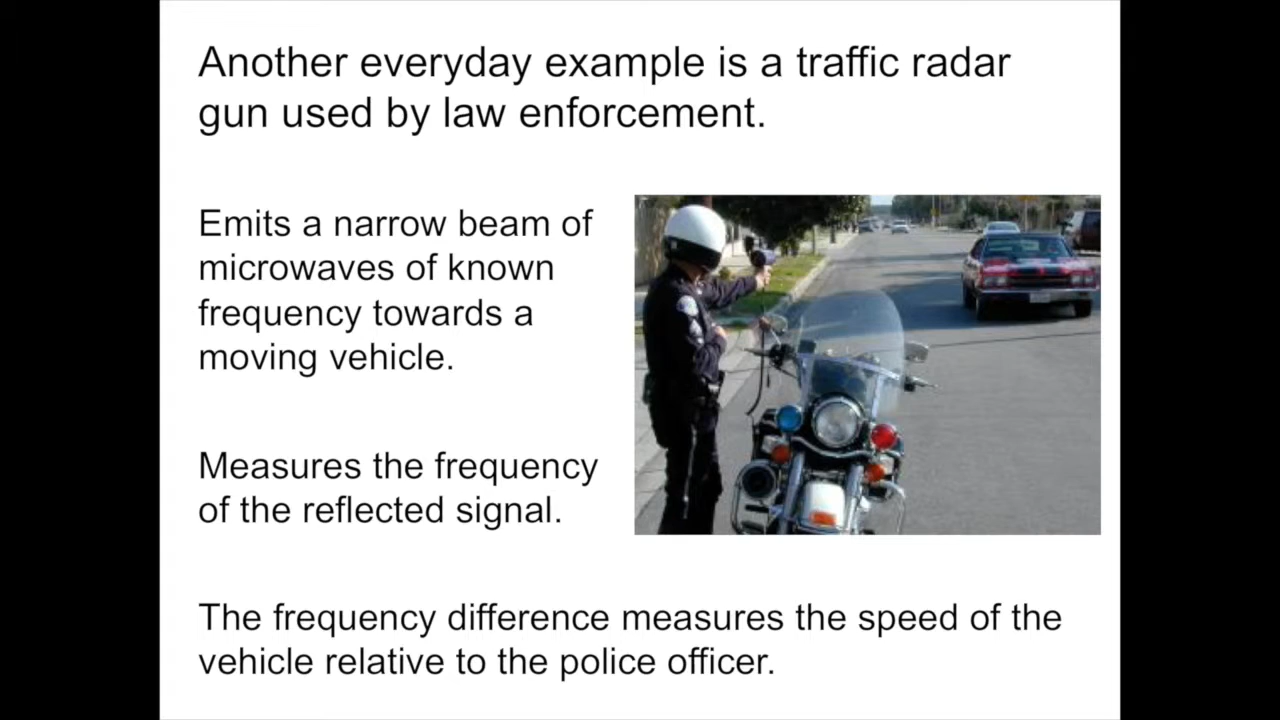 Another everyday example is a traffic radar
gun used by law enforcement.
Emits a narrow beam of
microwaves of known
frequency towards a
moving vehicle.
Measures the frequency
of the reflected signal.
The frequency difference measures the speed of the
vehicle relative to the police officer.